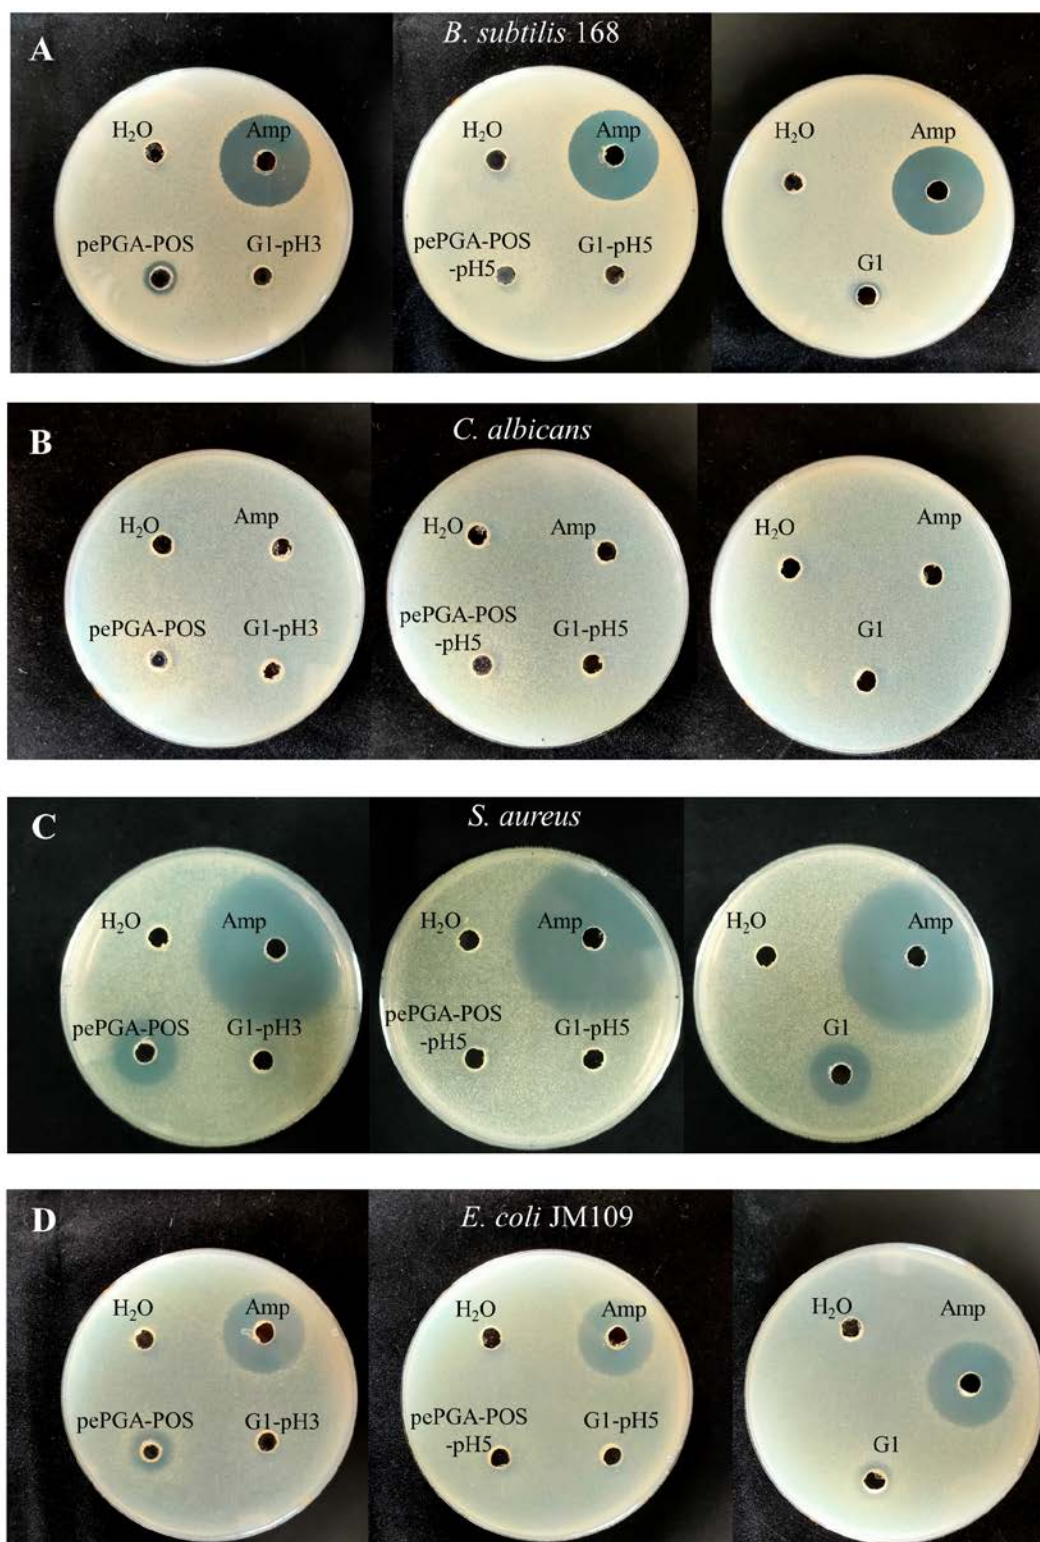 A
B. subtilis 168
H₂O
Amp
pePGA-POS
G1-pH3
H₂O
Amp
pePGA-POS
-pH5
G1-pH5
H₂O
Amp
G1
B
C. albicans
H₂O
Amp
pePGA-POS
G1-pH3
H₂O
Amp
pePGA-POS
-pH5
G1-pH5
H₂O
Amp
G1
C
S. aureus
H₂O
Amp
pePGA-POS
G1-pH3
H₂O
Amp
pePGA-POS
-pH5
G1-pH5
H₂O
Amp
G1
D
E. coli JM109
H₂O
Amp
pePGA-POS
G1-pH3
H₂O
Amp
pePGA-POS
-pH5
G1-pH5
H₂O
Amp
G1